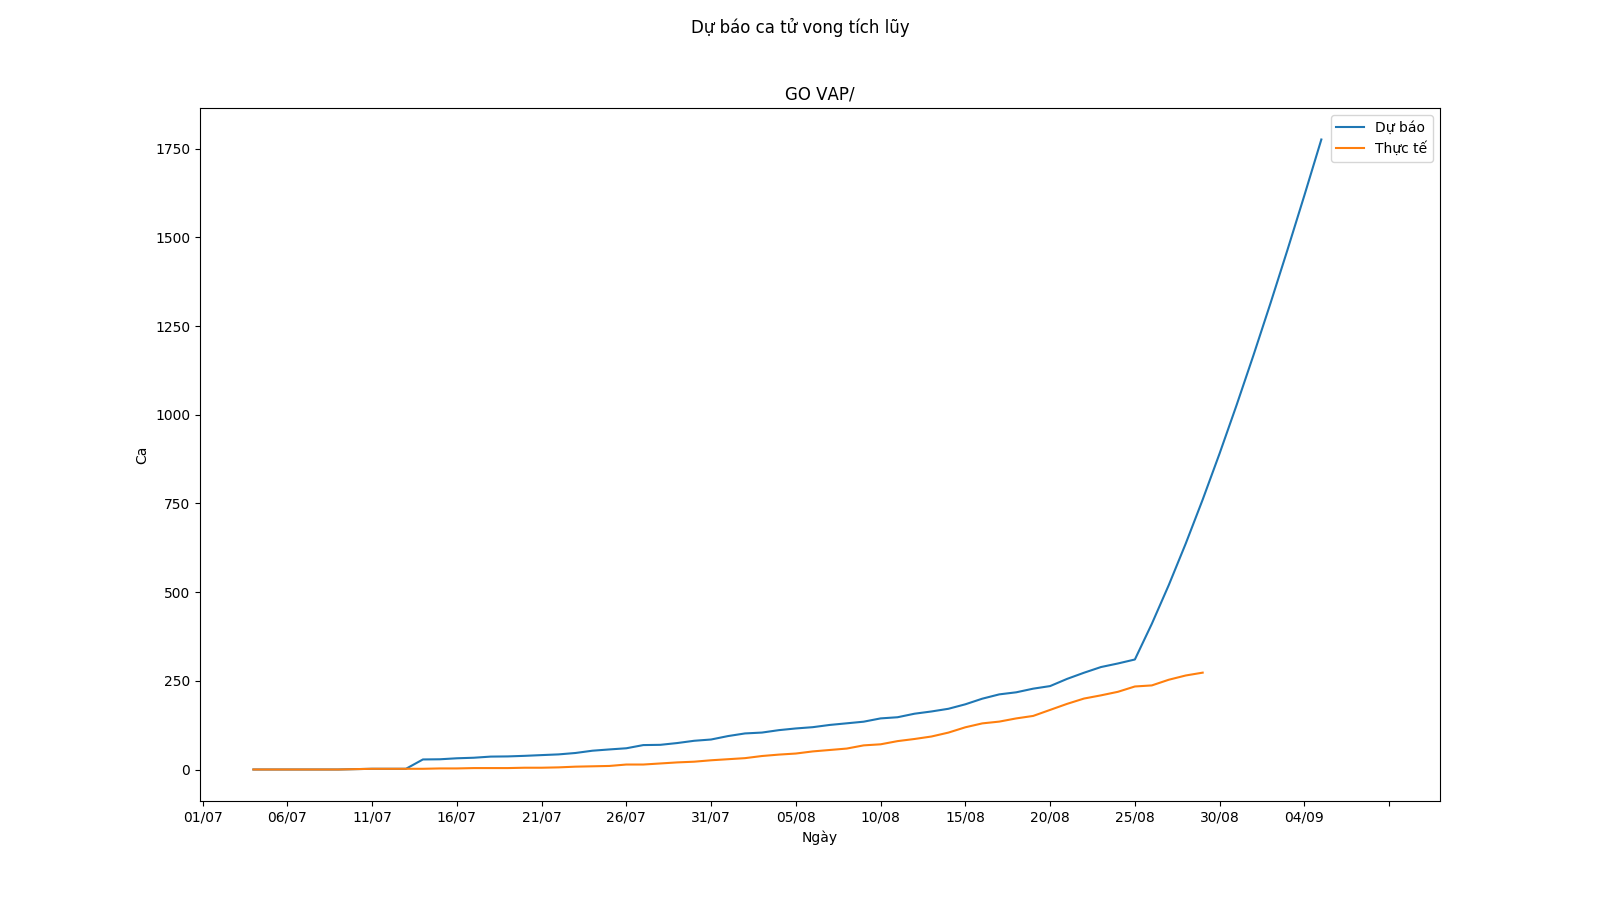 Dự báo ca tử vong tích lũy
GO VAP/
Dự báo
Thực tế
1750
1500
1250
1000
750
500
250
0
Ca
01/07 06/07 11/07 16/07 21/07 26/07 31/07 05/08 10/08 15/08 20/08 25/08 30/08 04/09
Ngày